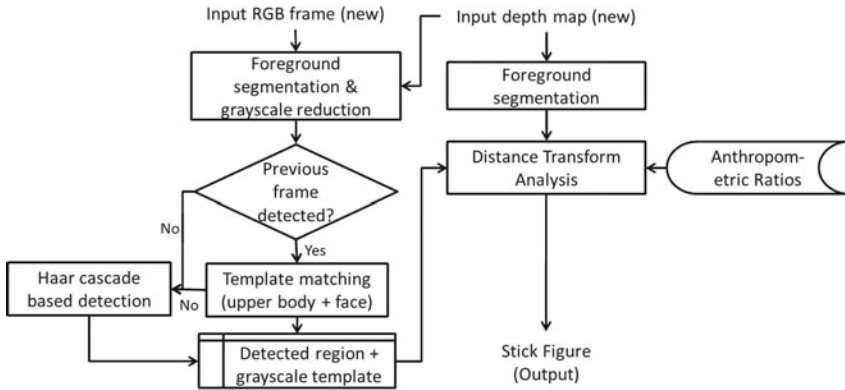 Input RGB frame (new)
Input depth map (new)
Foreground
segmentation &
grayscale reduction
Foreground
segmentation
Previous
frame
detected?
Distance Transform
Analysis
Anthropom-
etric Ratios
No
Yes
Haar cascade
based detection
No
Template matching
(upper body + face)
Detected region +
grayscale template
Stick Figure
(Output)